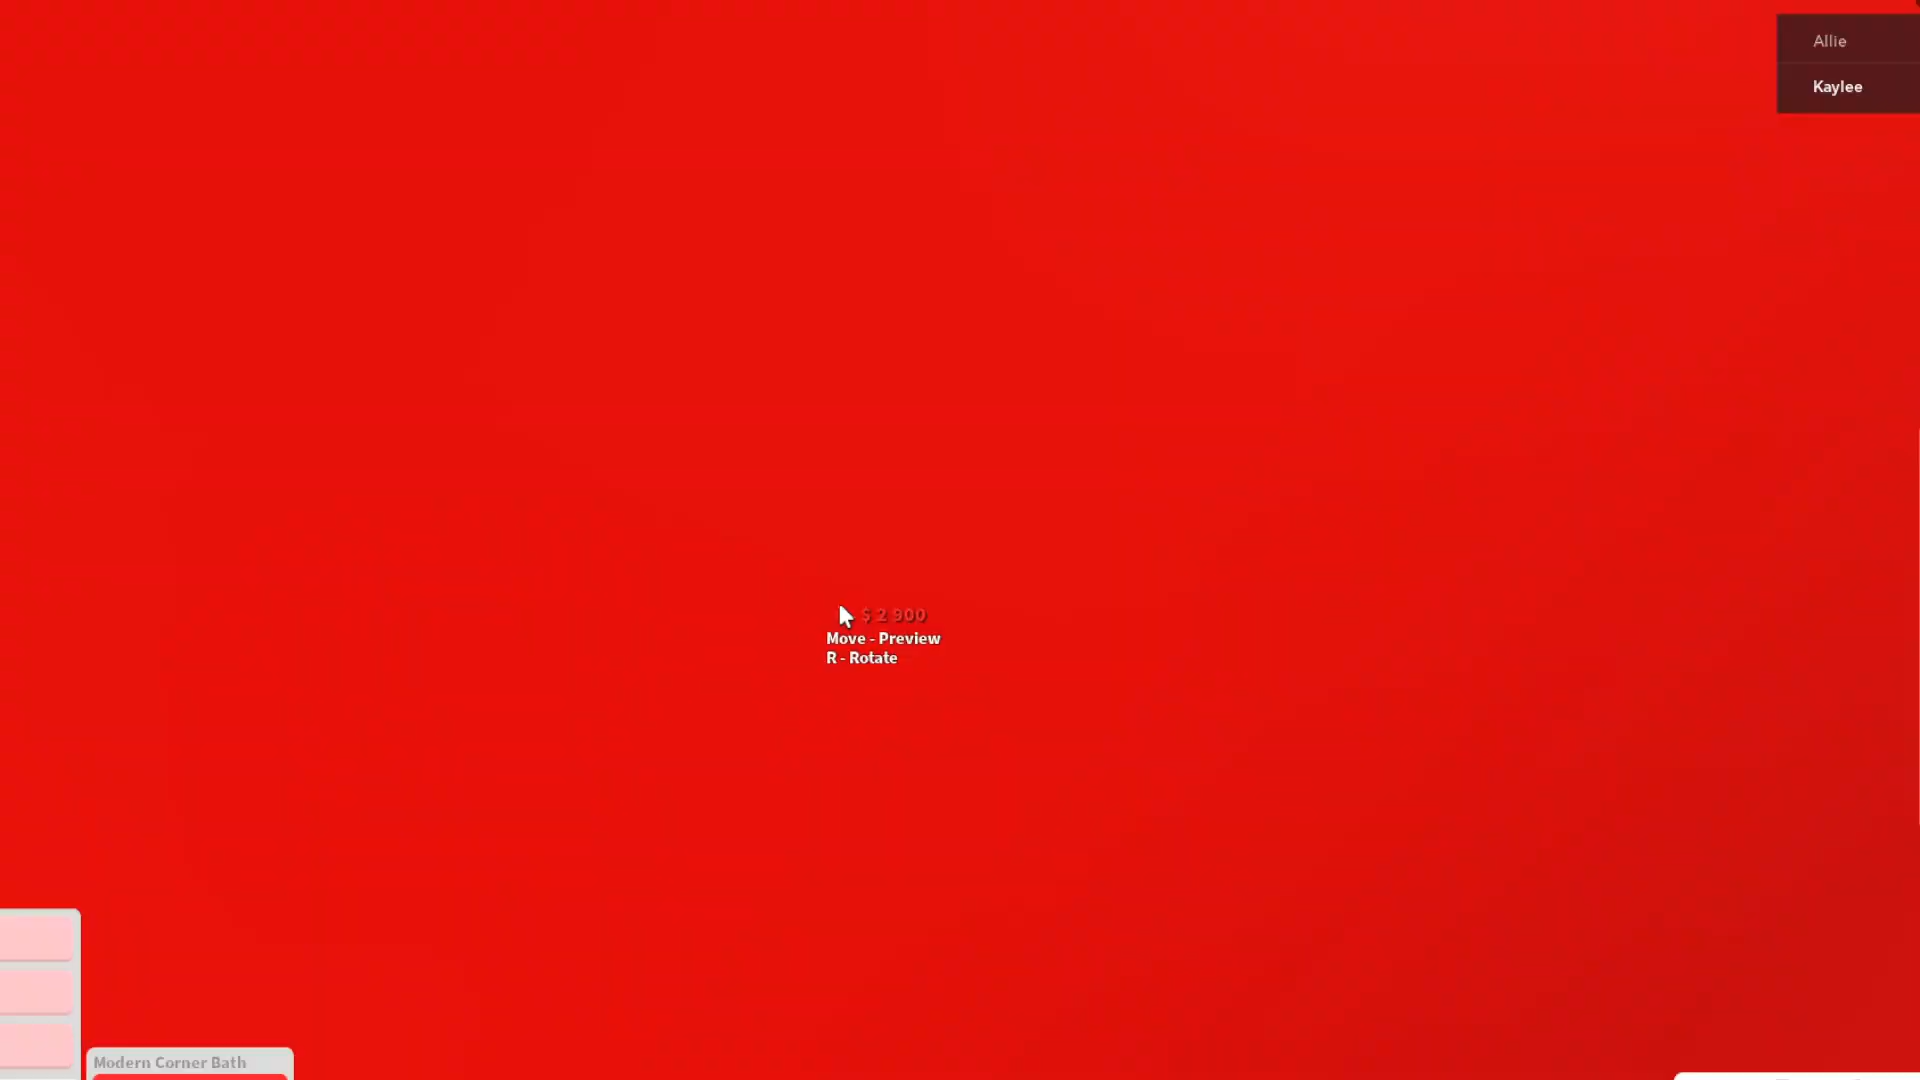 Allie
Kaylee
$ 2 900
Move - Preview
R - Rotate
Modern Corner Bath